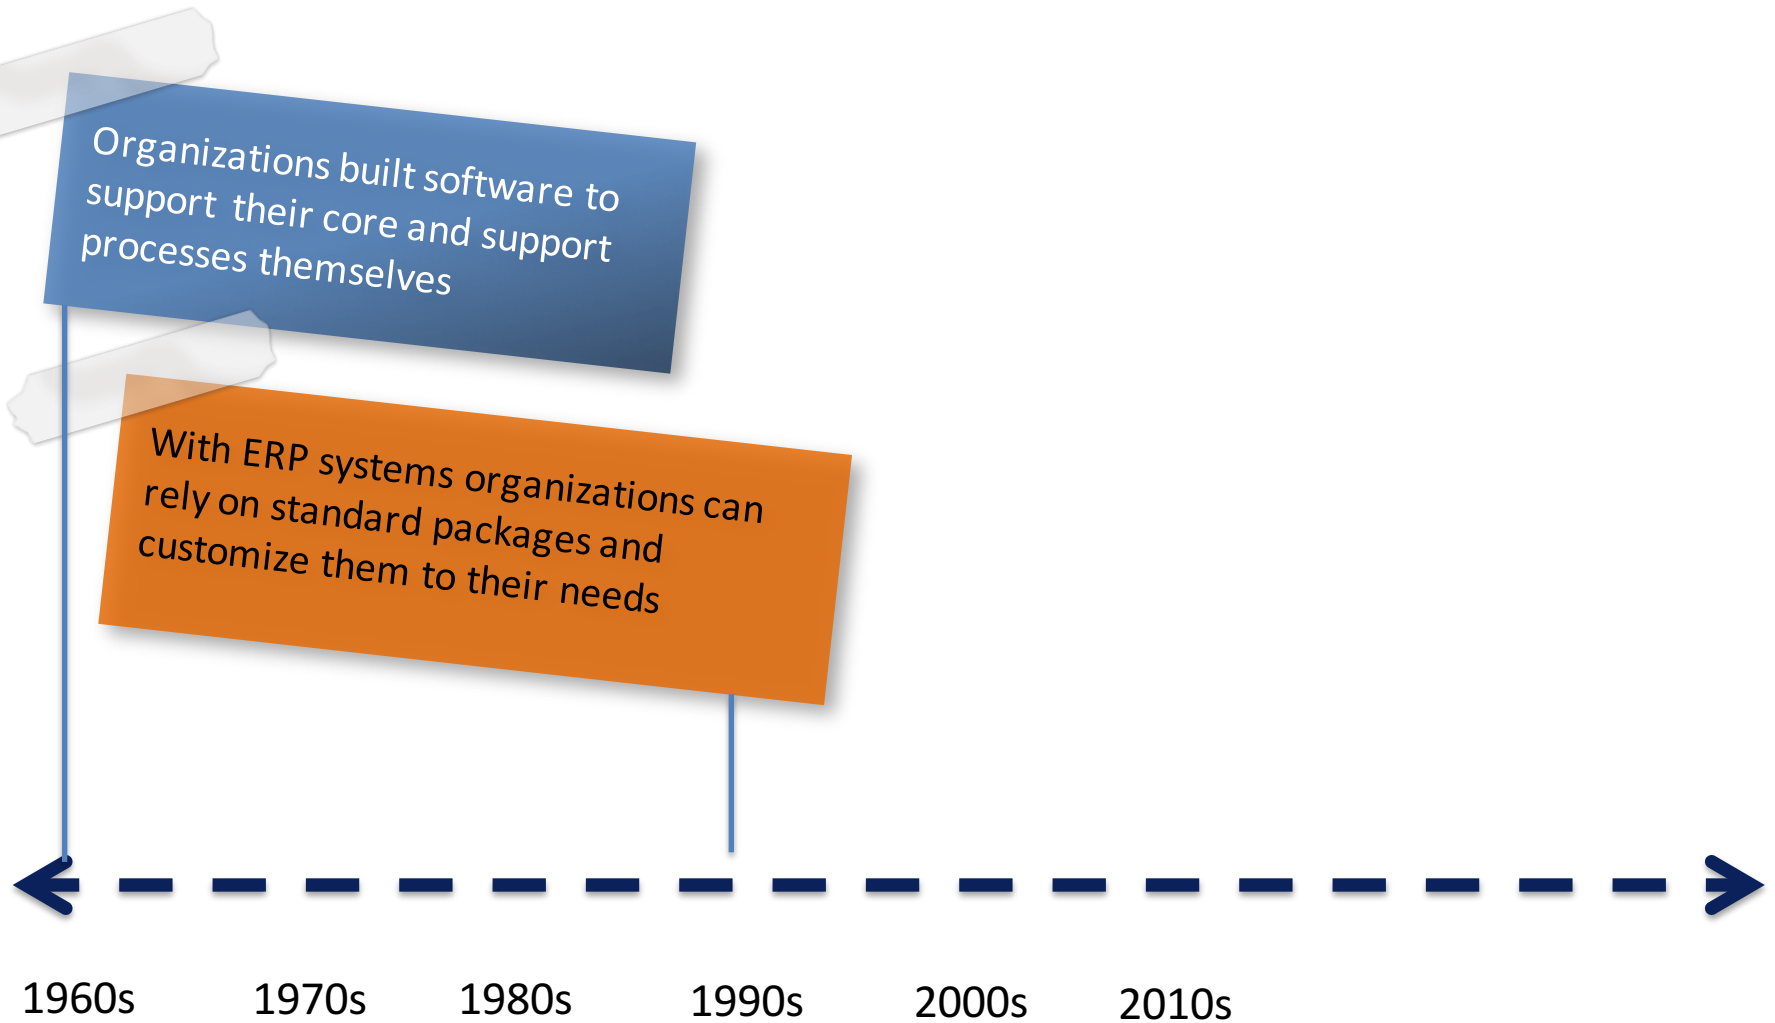 Organizations built software to
support their core and support
processes themselves
With ERP systems organizations can
rely on standard packages and
customize them to their needs
1960s 1970s 1980s 1990s 2000s 2010s